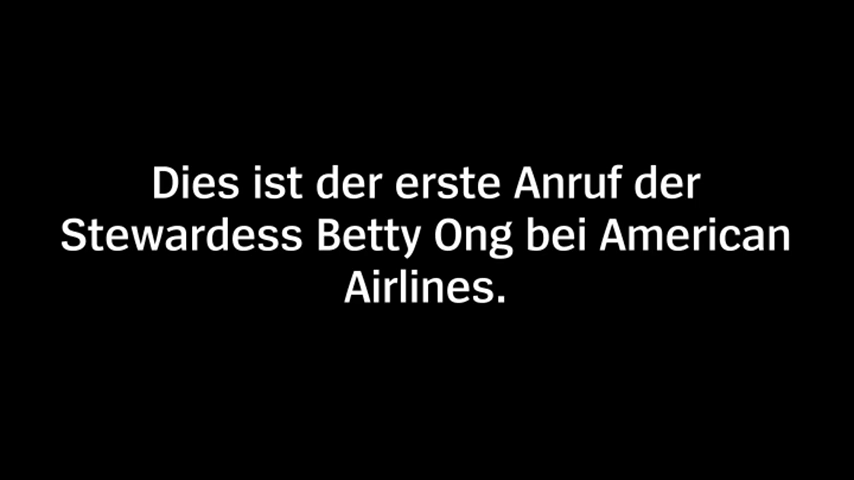 Dies ist der erste Anruf der
Stewardess Betty Ong bei American
Airlines.